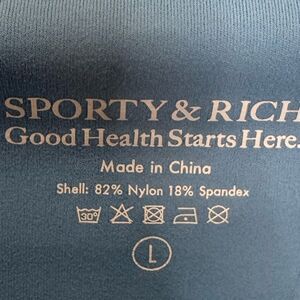 SPORTY & RICH
Good Health Starts Here.
Made in China
Shell: 82% Nylon 18% Spandex
30°
L